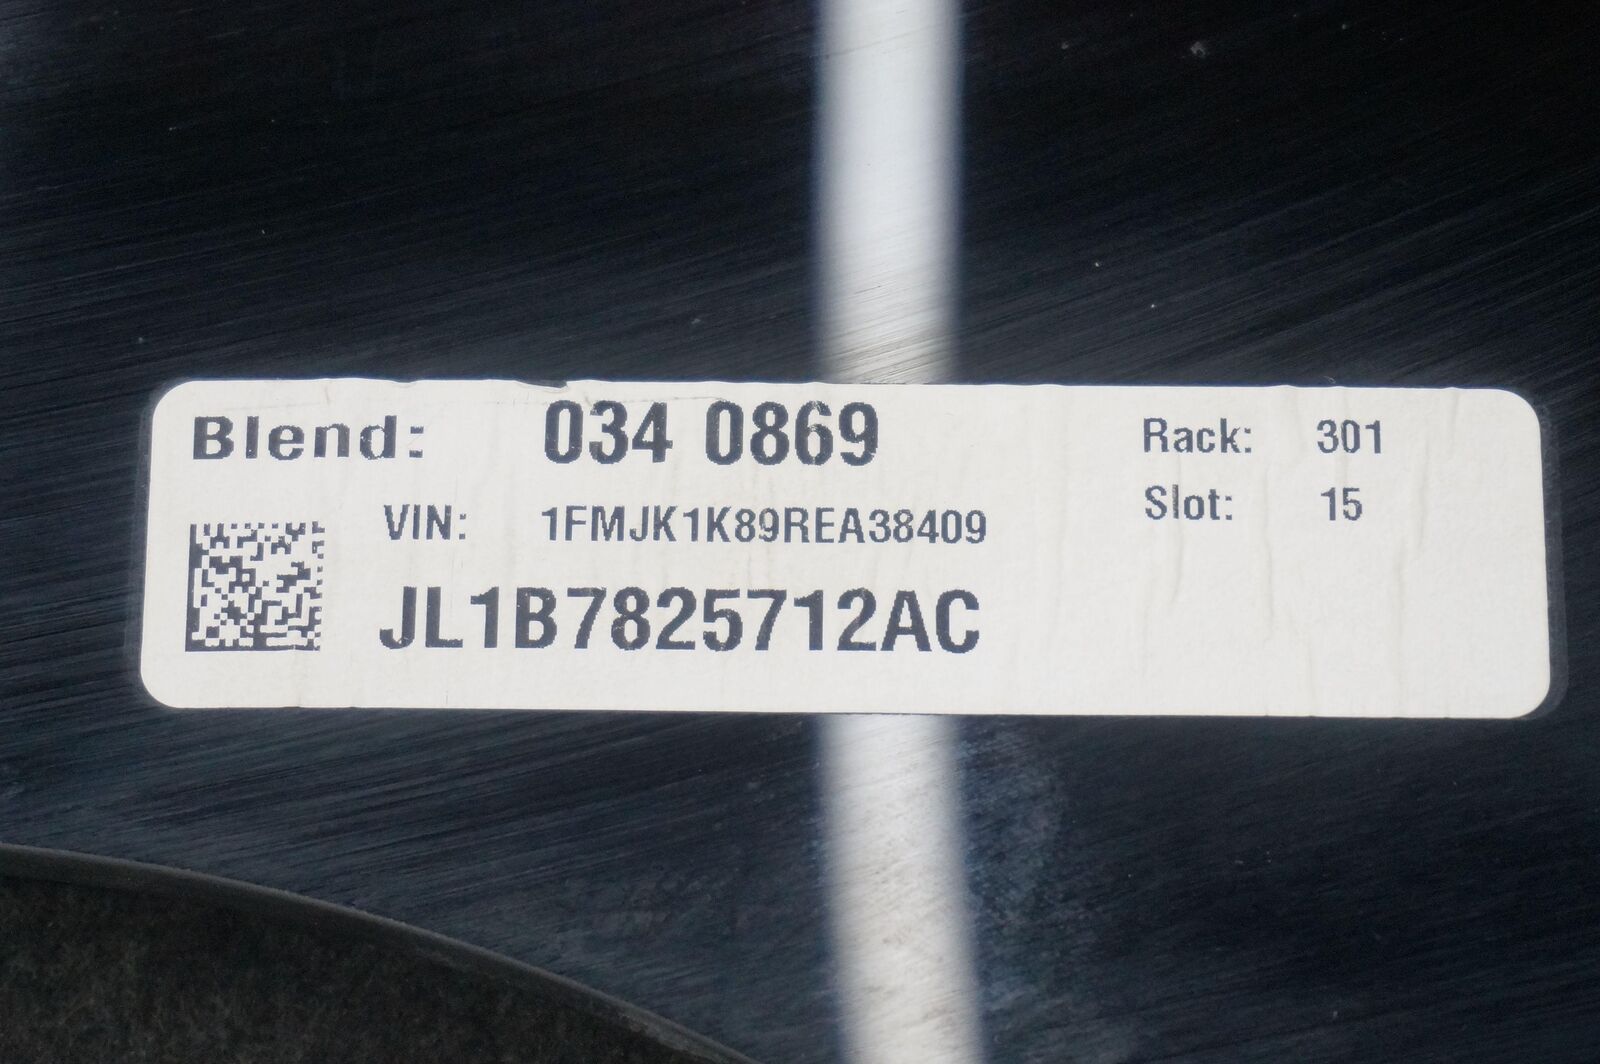 Blend: 034 0869 Rack: 301
Slot: 15
VIN: 1FMJK1K89REA38409
JL1B7825712AC